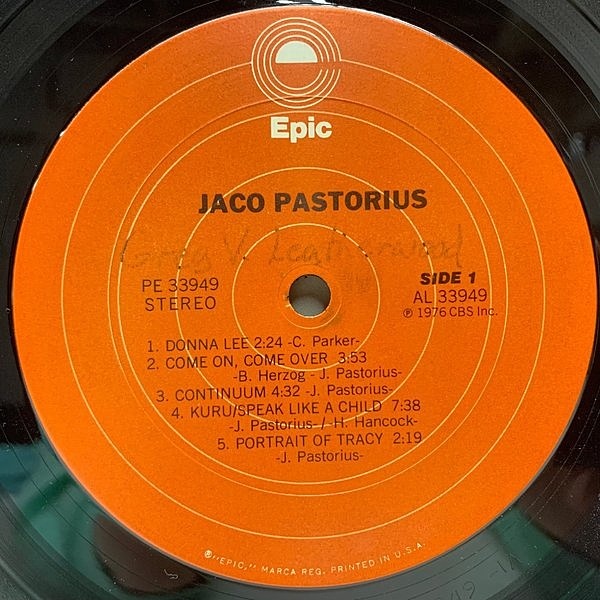 Epic
JACO PASTORIUS
Greg V. Leatherwood
PE 33949
STEREO
SIDE 1
AL 33949
℗ 1976 CBS Inc.
1. DONNA LEE 2:24 -C. Parker-
2. COME ON, COME OVER 3:53
-B. Herzog - J. Pastorius-
3. CONTINUUM 4:32 -J. Pastorius-
4. KURU/SPEAK LIKE A CHILD 7:38
-J. Pastorius-/-H. Hancock-
5. PORTRAIT OF TRACY 2:19
-J. Pastorius-
®"EPIC," MARCA REG. PRINTED IN U.S.A.